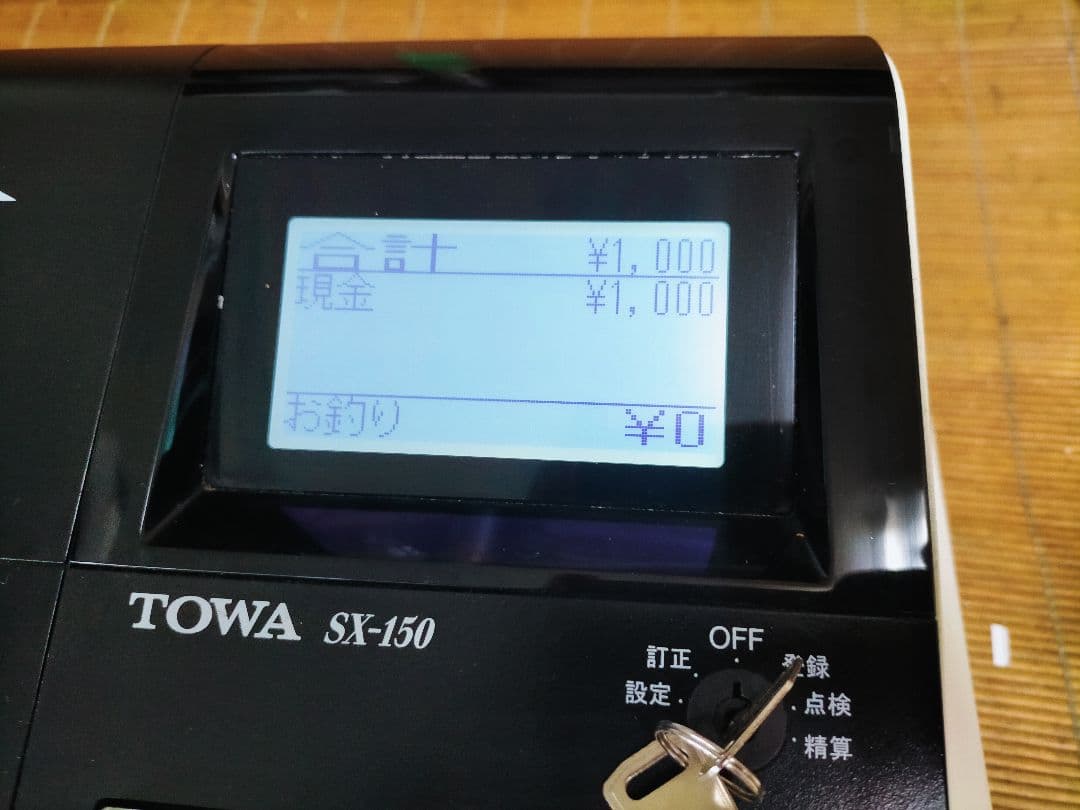 合計 ¥1,000
現金 ¥1,000
お釣り ¥0
TOWA SX-150
OFF
訂正 登録
設定 点検
精算